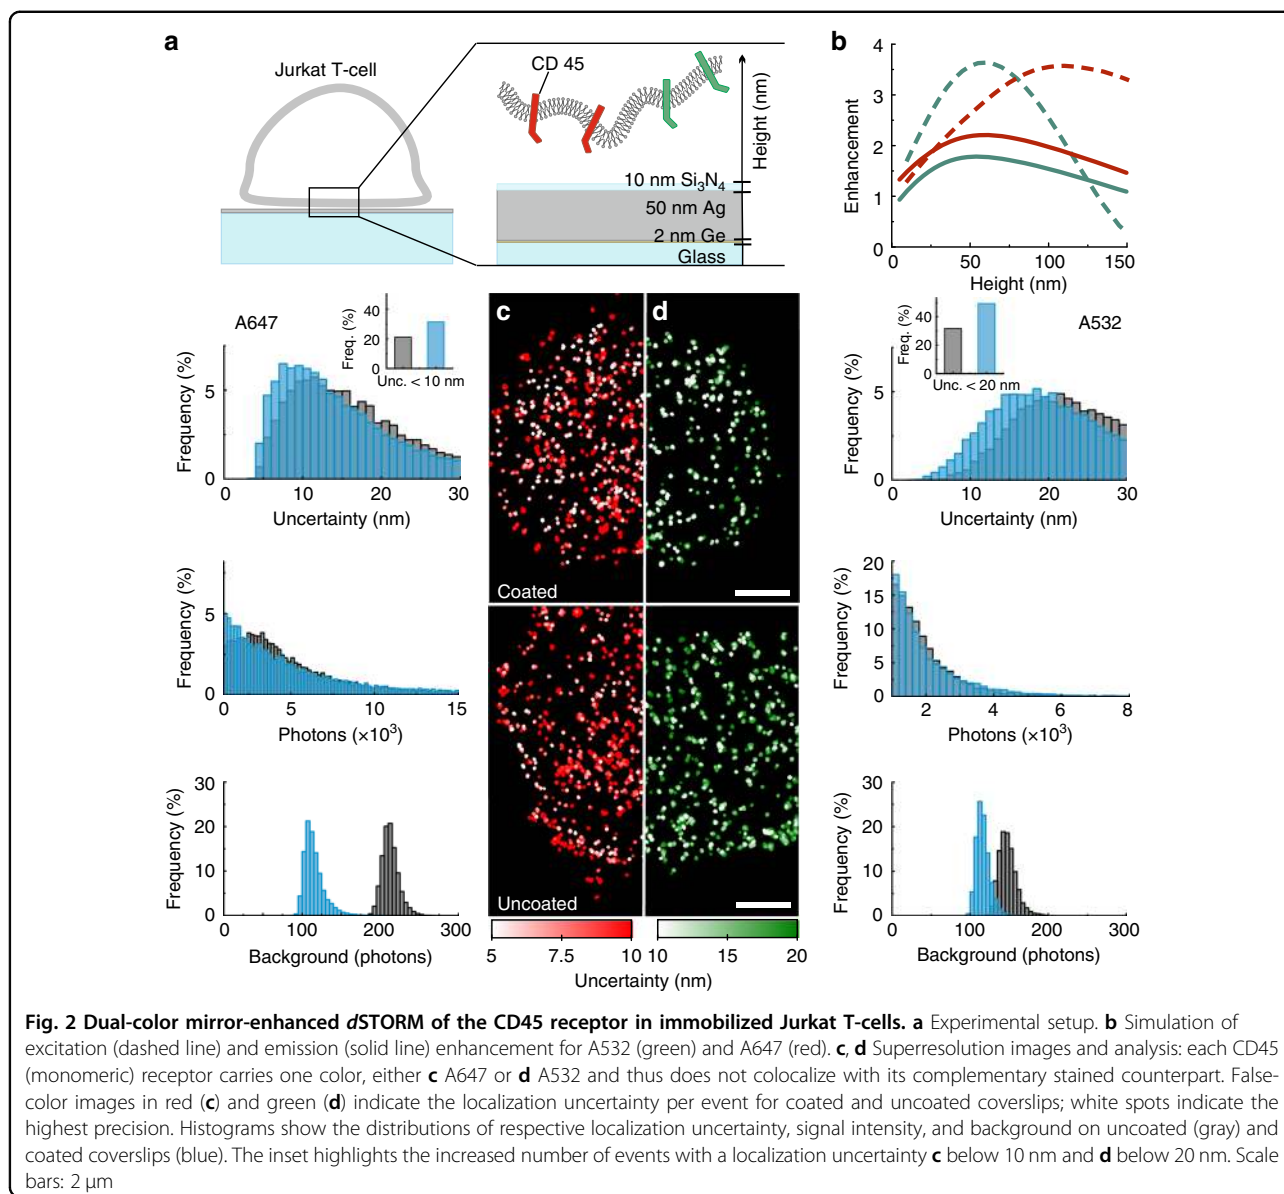 a
Jurkat T-cell
CD 45
Height (nm)
10 nm Si₃N₄
50 nm Ag
2 nm Ge
Glass
b
4
3
2
1
0
Enhancement
0
50
100
150
Height (nm)
A647
Freq. (%)
40
20
0
Unc. < 10 nm
Frequency (%)
5
0
0
10
20
30
Uncertainty (nm)
Frequency (%)
5
0
0
5
10
15
Photons (×10³)
Frequency (%)
30
20
10
0
0
100
200
300
Background (photons)
c
d
Coated
Uncoated
5
7.5
10
10
15
20
Uncertainty (nm)
A532
Freq. (%)
40
20
0
Unc. < 20 nm
Frequency (%)
5
0
0
10
20
30
Uncertainty (nm)
Frequency (%)
20
15
10
5
0
2
4
6
8
Photons (×10³)
Frequency (%)
30
20
10
0
0
100
200
300
Background (photons)
Fig. 2 Dual-color mirror-enhanced dSTORM of the CD45 receptor in immobilized Jurkat T-cells. a Experimental setup. b Simulation of
excitation (dashed line) and emission (solid line) enhancement for A532 (green) and A647 (red). c, d Superresolution images and analysis: each CD45
(monomeric) receptor carries one color, either c A647 or d A532 and thus does not colocalize with its complementary stained counterpart. False-
color images in red (c) and green (d) indicate the localization uncertainty per event for coated and uncoated coverslips; white spots indicate the
highest precision. Histograms show the distributions of respective localization uncertainty, signal intensity, and background on uncoated (gray) and
coated coverslips (blue). The inset highlights the increased number of events with a localization uncertainty c below 10 nm and d below 20 nm. Scale
bars: 2 μm